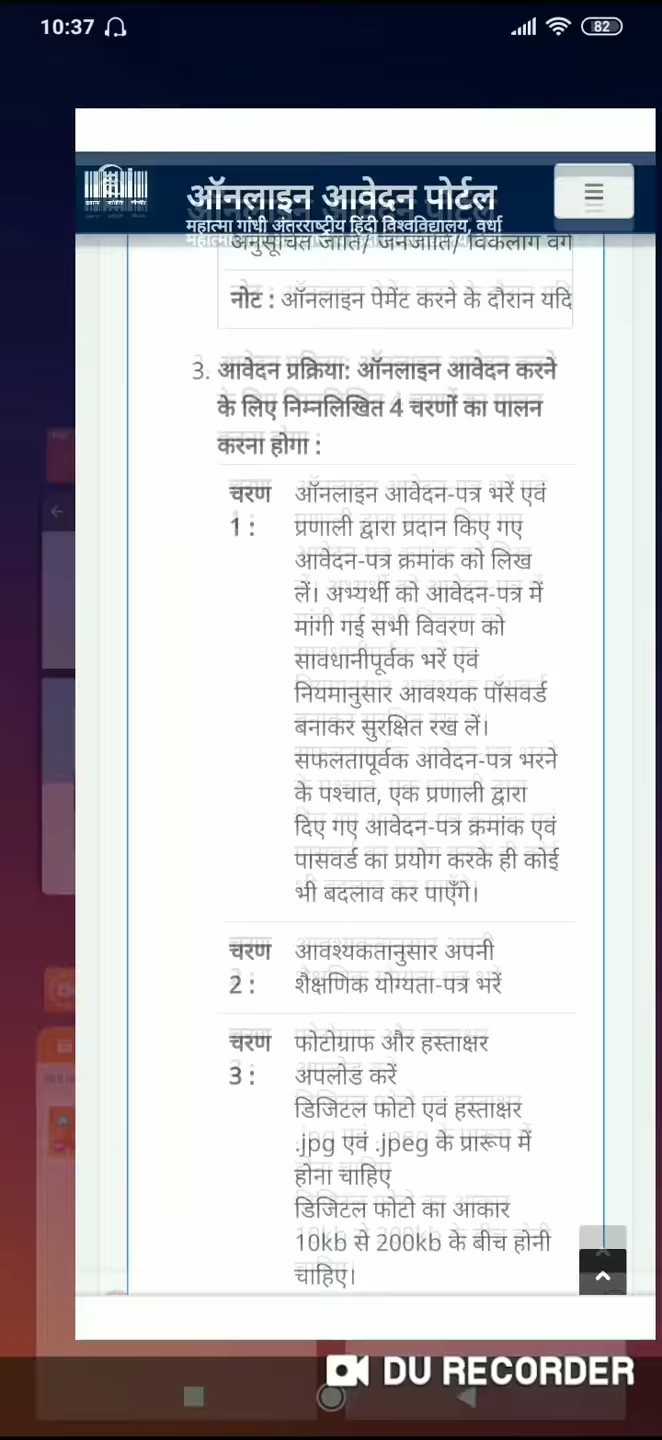 10:37
82
ऑनलाइन आवेदन पोर्टल
महात्मा गांधी अंतरराष्ट्रीय हिंदी विश्वविद्यालय, वर्धा
अनुसूचित जाति/ जनजाति/ विकलांग वर्ग
नोट : ऑनलाइन पेमेंट करने के दौरान यदि
3. आवेदन प्रक्रिया: ऑनलाइन आवेदन करने
के लिए निम्नलिखित 4 चरणों का पालन
करना होगा :
चरण ऑनलाइन आवेदन-पत्र भरें एवं
1 : प्रणाली द्वारा प्रदान किए गए
आवेदन-पत्र क्रमांक को लिख
लें। अभ्यर्थी को आवेदन-पत्र में
मांगी गई सभी विवरण को
सावधानीपूर्वक भरें एवं
नियमानुसार आवश्यक पॉसवर्ड
बनाकर सुरक्षित रख लें।
सफलतापूर्वक आवेदन-पत्र भरने
के पश्चात, एक प्रणाली द्वारा
दिए गए आवेदन-पत्र क्रमांक एवं
पासवर्ड का प्रयोग करके ही कोई
भी बदलाव कर पाएँगे।
चरण आवश्यकतानुसार अपनी
2 : शैक्षणिक योग्यता-पत्र भरें
चरण फोटोग्राफ और हस्ताक्षर
3 : अपलोड करें
डिजिटल फोटो एवं हस्ताक्षर
.jpg एवं .jpeg के प्रारूप में
होना चाहिए
डिजिटल फोटो का आकार
10kb से 200kb के बीच होनी
चाहिए।
DU RECORDER